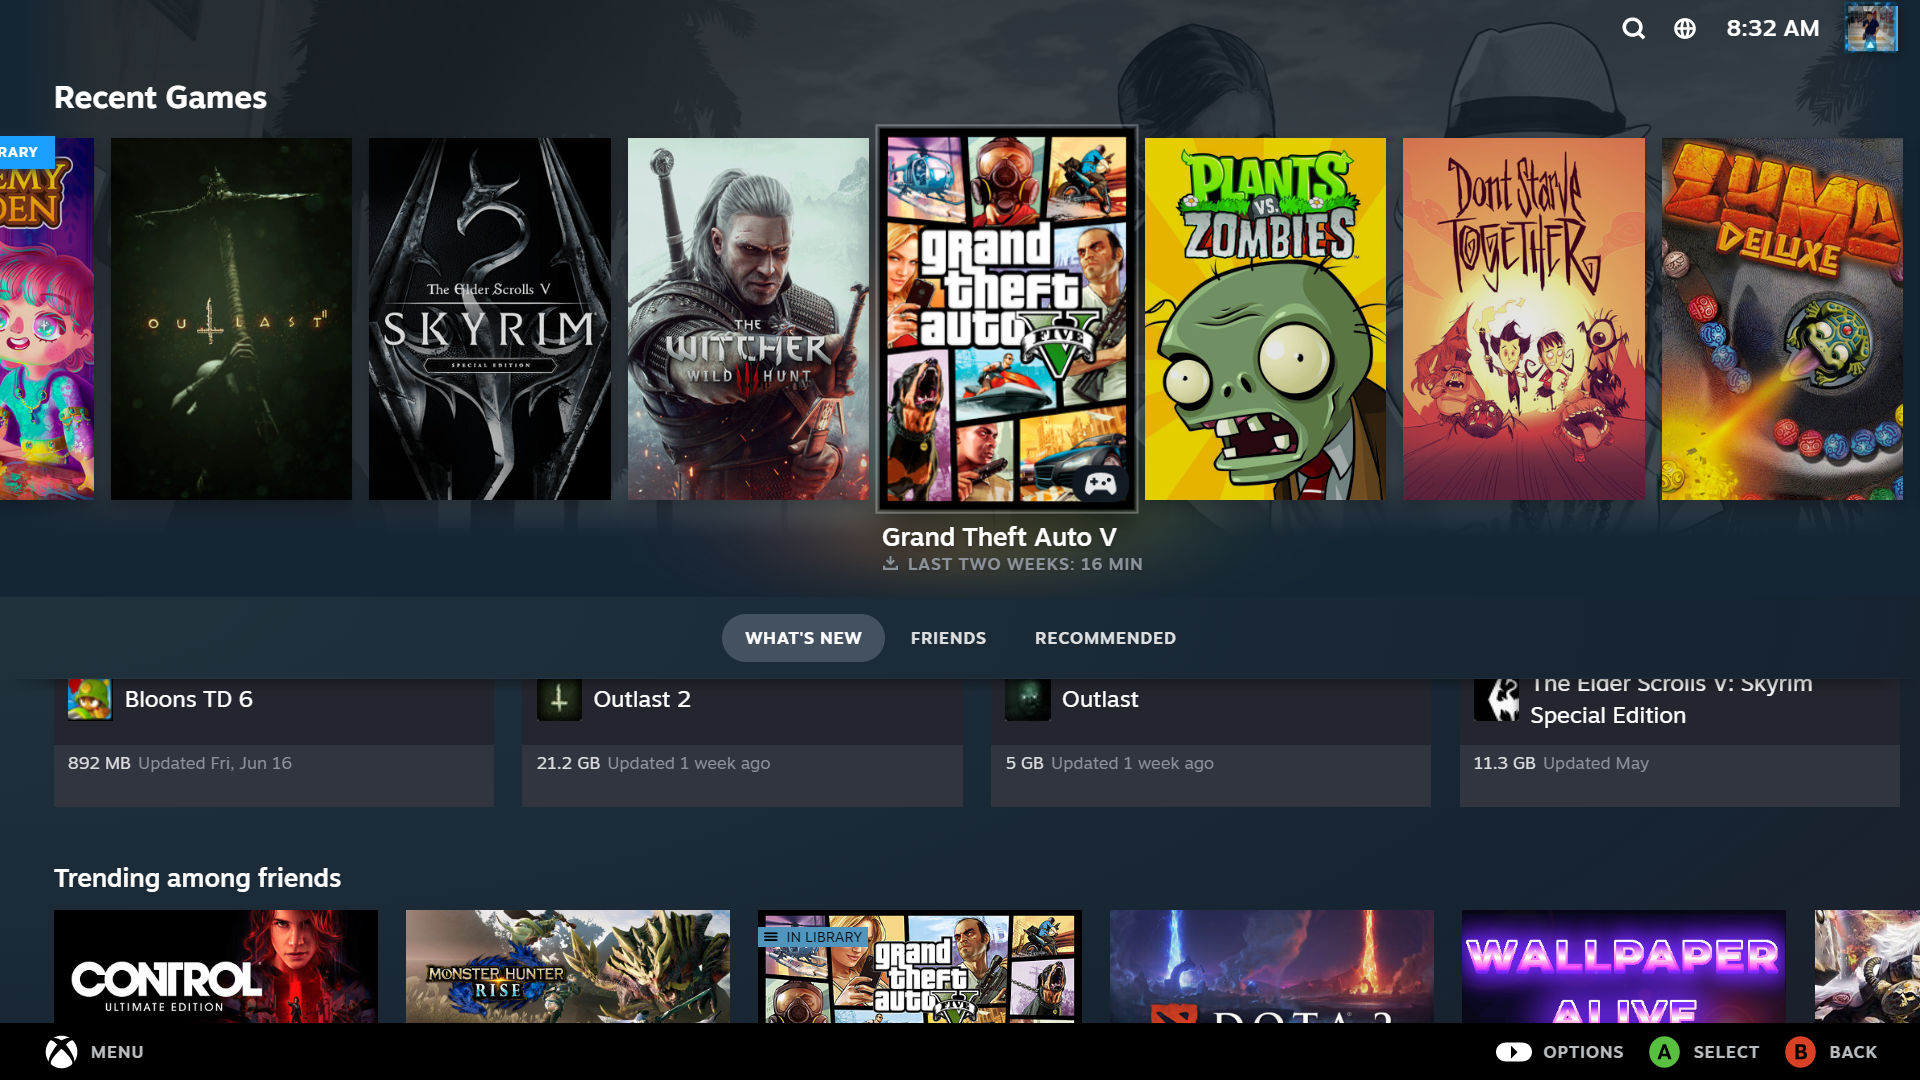 8:32 AM
Recent Games
RARY
EMY
DEN
OUTLAST II
The Elder Scrolls V
SKYRIM
SPECIAL EDITION
THE
WITCHER
WILD HUNT
grand
theft
auto
FIVE
PLANTS
VS.
ZOMBIES
Don't Starve
TOGETHER
ZUMA
DELUXE
Grand Theft Auto V
LAST TWO WEEKS: 16 MIN
WHAT'S NEW
FRIENDS
RECOMMENDED
Bloons TD 6
892 MB Updated Fri, Jun 16
Outlast 2
21.2 GB Updated 1 week ago
Outlast
5 GB Updated 1 week ago
The Elder Scrolls V: Skyrim
Special Edition
11.3 GB Updated May
Trending among friends
CONTROL
ULTIMATE EDITION
MONSTER HUNTER
RISE
IN LIBRARY
grand
theft
auto
FIVE
DOTA 2
WALLPAPER
ALIVE
MENU
OPTIONS
A SELECT
B BACK